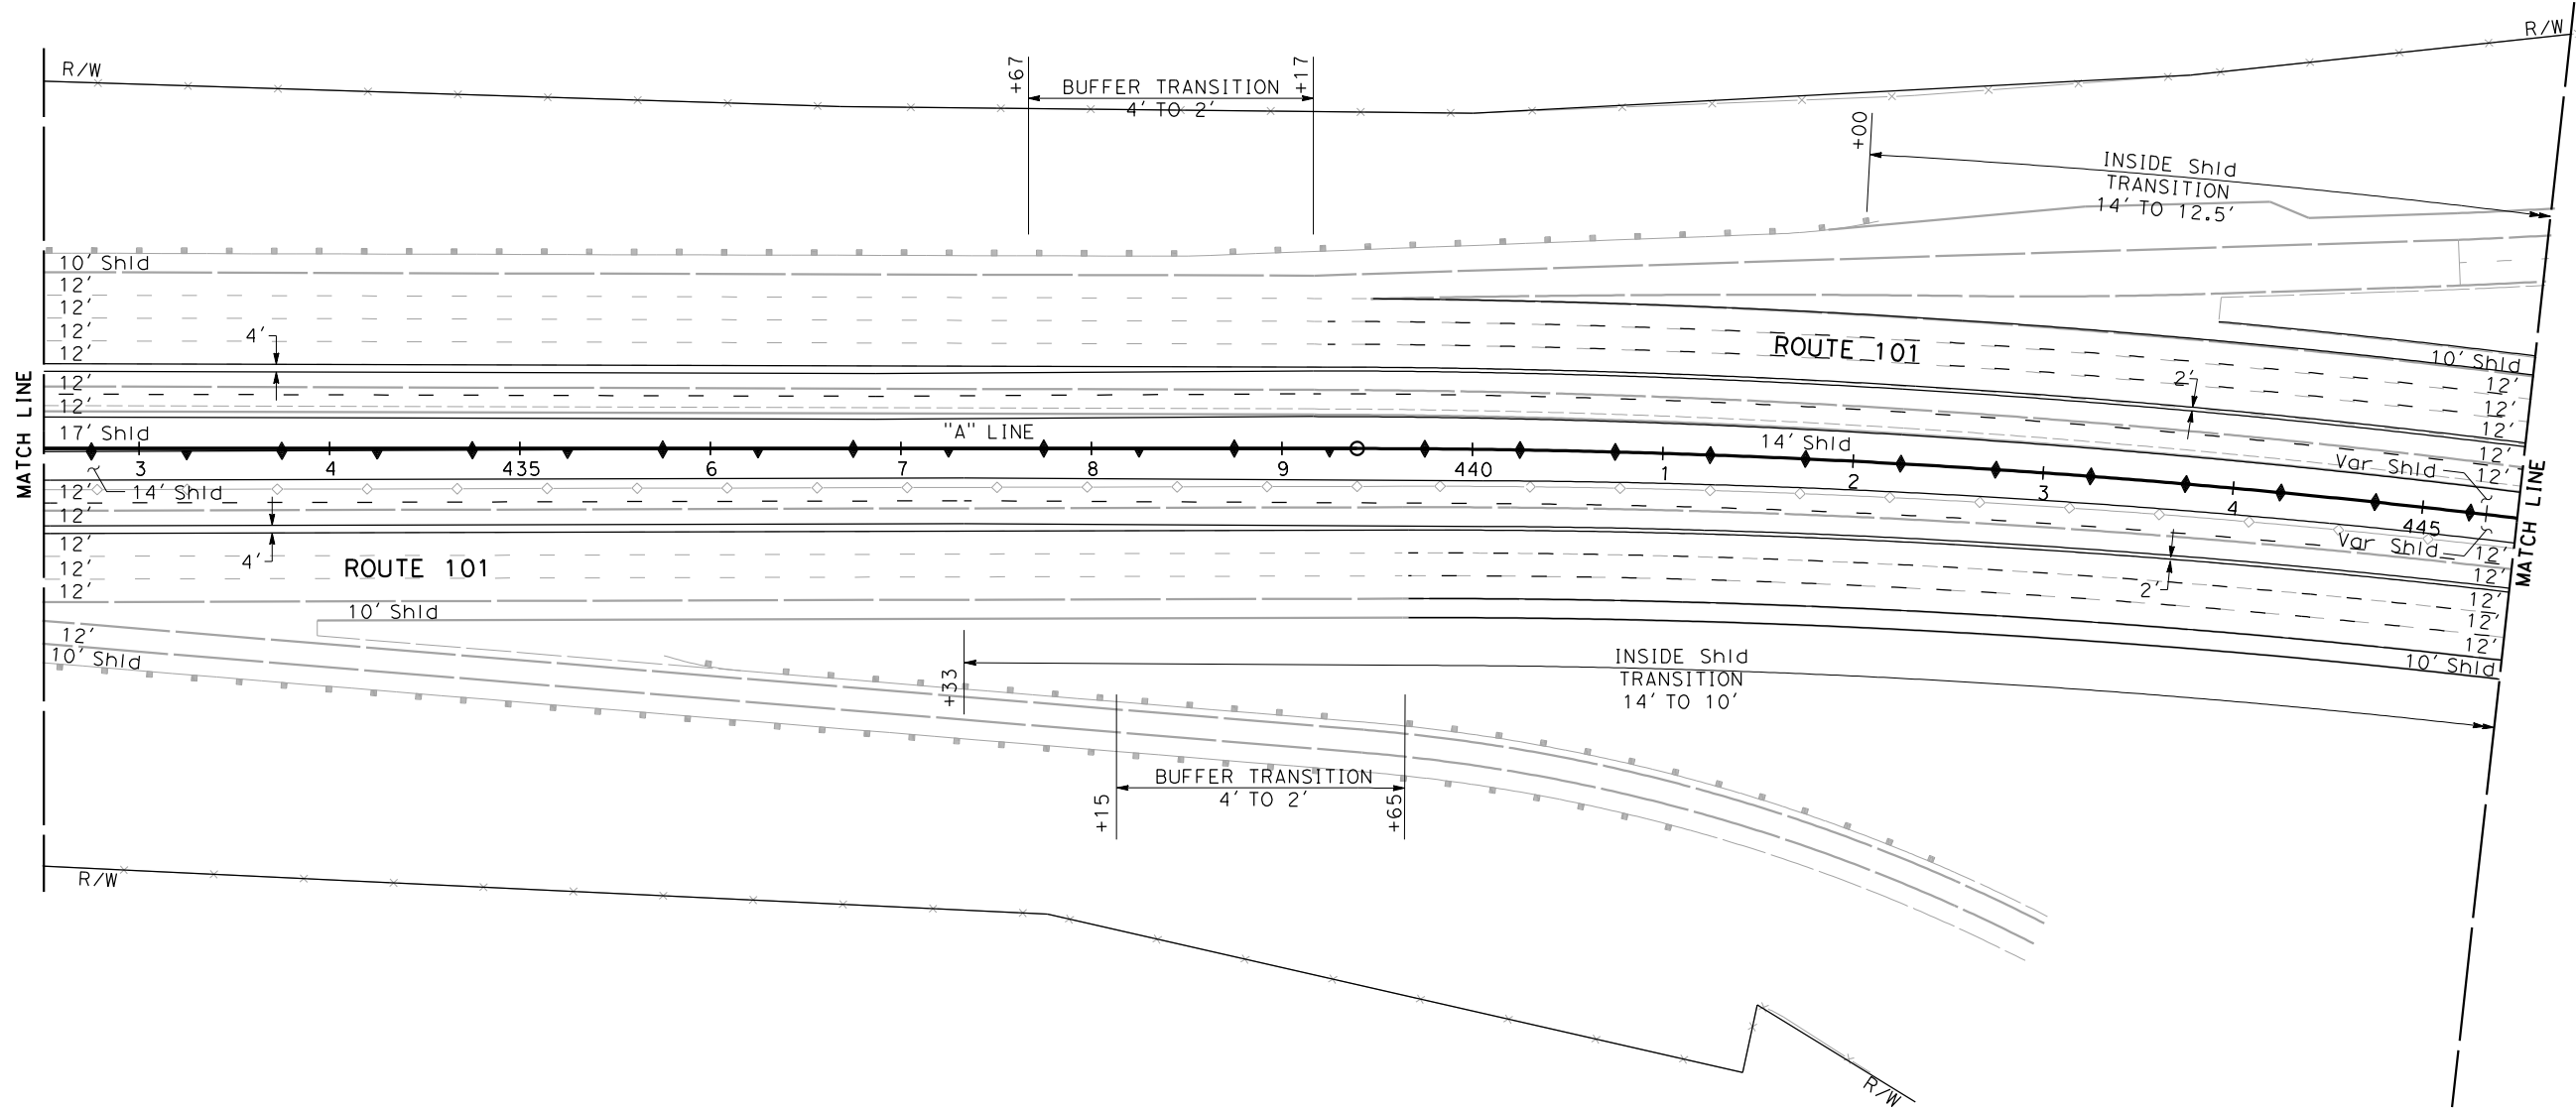 R/W
R/W
+67
BUFFER TRANSITION
4' TO 2'
+17
+00
INSIDE Shld
TRANSITION
14' TO 12.5'
10' Shld
12'
12'
12'
12'
4'
12'
12'
17' Shld
MATCH LINE
"A" LINE
3
4
435
6
7
8
9
440
1
2
3
4
445
14' Shld
12'
12'
4'
12'
12'
12'
ROUTE 101
10' Shld
12'
10' Shld
ROUTE 101
2'
14' Shld
10' Shld
12'
12'
12'
12'
12'
Var Shld
Var Shld
MATCH LINE
12'
12'
2'
12'
12'
12'
10' Shld
+33
INSIDE Shld
TRANSITION
14' TO 10'
+15
BUFFER TRANSITION
4' TO 2'
+65
R/W
R/W